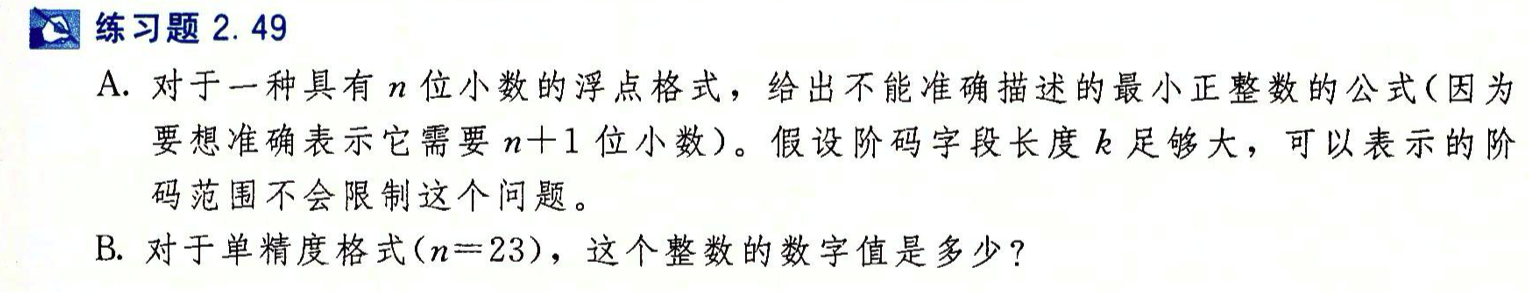 练习题 2.49
A. 对于一种具有 n 位小数的浮点格式，给出不能准确描述的最小正整数的公式(因为
要想准确表示它需要 n+1 位小数)。假设阶码字段长度 k 足够大，可以表示的阶
码范围不会限制这个问题。
B. 对于单精度格式(n=23)，这个整数的数字值是多少?